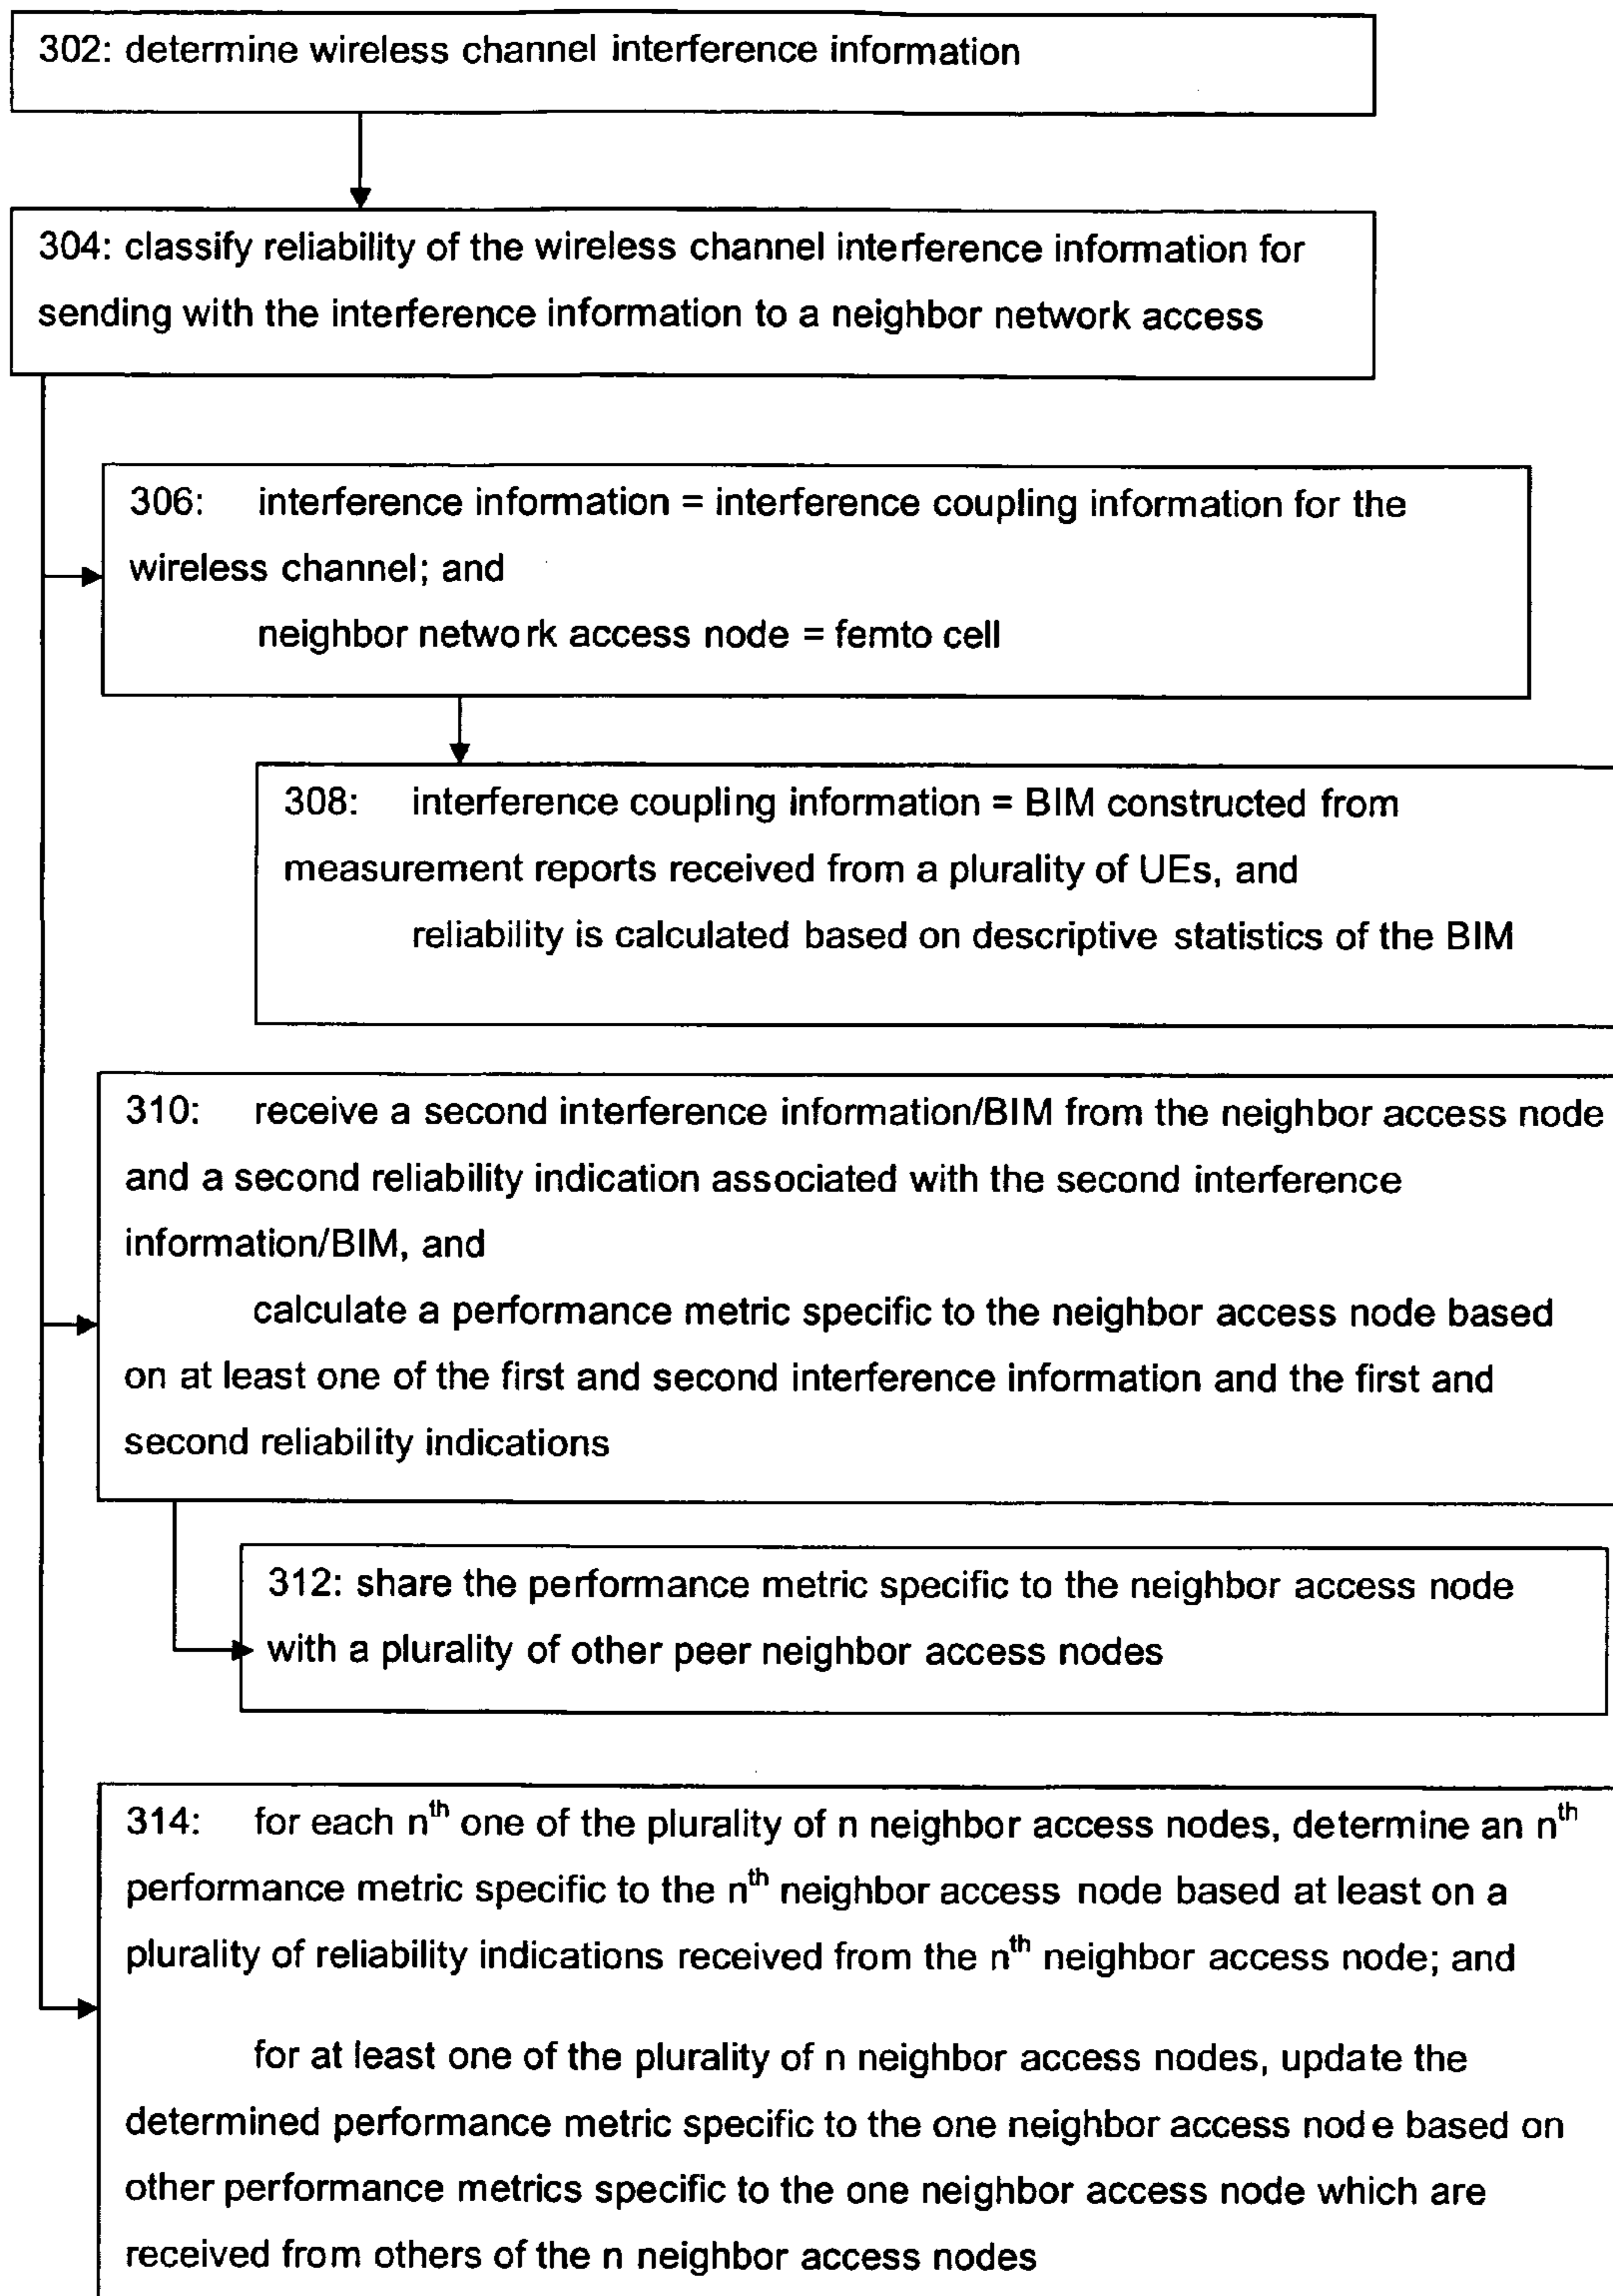 302: determine wireless channel interference information
304: classify reliability of the wireless channel interference information for
sending with the interference information to a neighbor network access
306: interference information = interference coupling information for the
wireless channel; and
neighbor network access node = femto cell
308: interference coupling information = BIM constructed from
measurement reports received from a plurality of UEs, and
reliability is calculated based on descriptive statistics of the BIM
310: receive a second interference information/BIM from the neighbor access node
and a second reliability indication associated with the second interference
information/BIM, and
calculate a performance metric specific to the neighbor access node based
on at least one of the first and second interference information and the first and
second reliability indications
312: share the performance metric specific to the neighbor access node
with a plurality of other peer neighbor access nodes
314: for each nth one of the plurality of n neighbor access nodes, determine an nth
performance metric specific to the nth neighbor access node based at least on a
plurality of reliability indications received from the nth neighbor access node; and
for at least one of the plurality of n neighbor access nodes, update the
determined performance metric specific to the one neighbor access node based on
other performance metrics specific to the one neighbor access node which are
received from others of the n neighbor access nodes